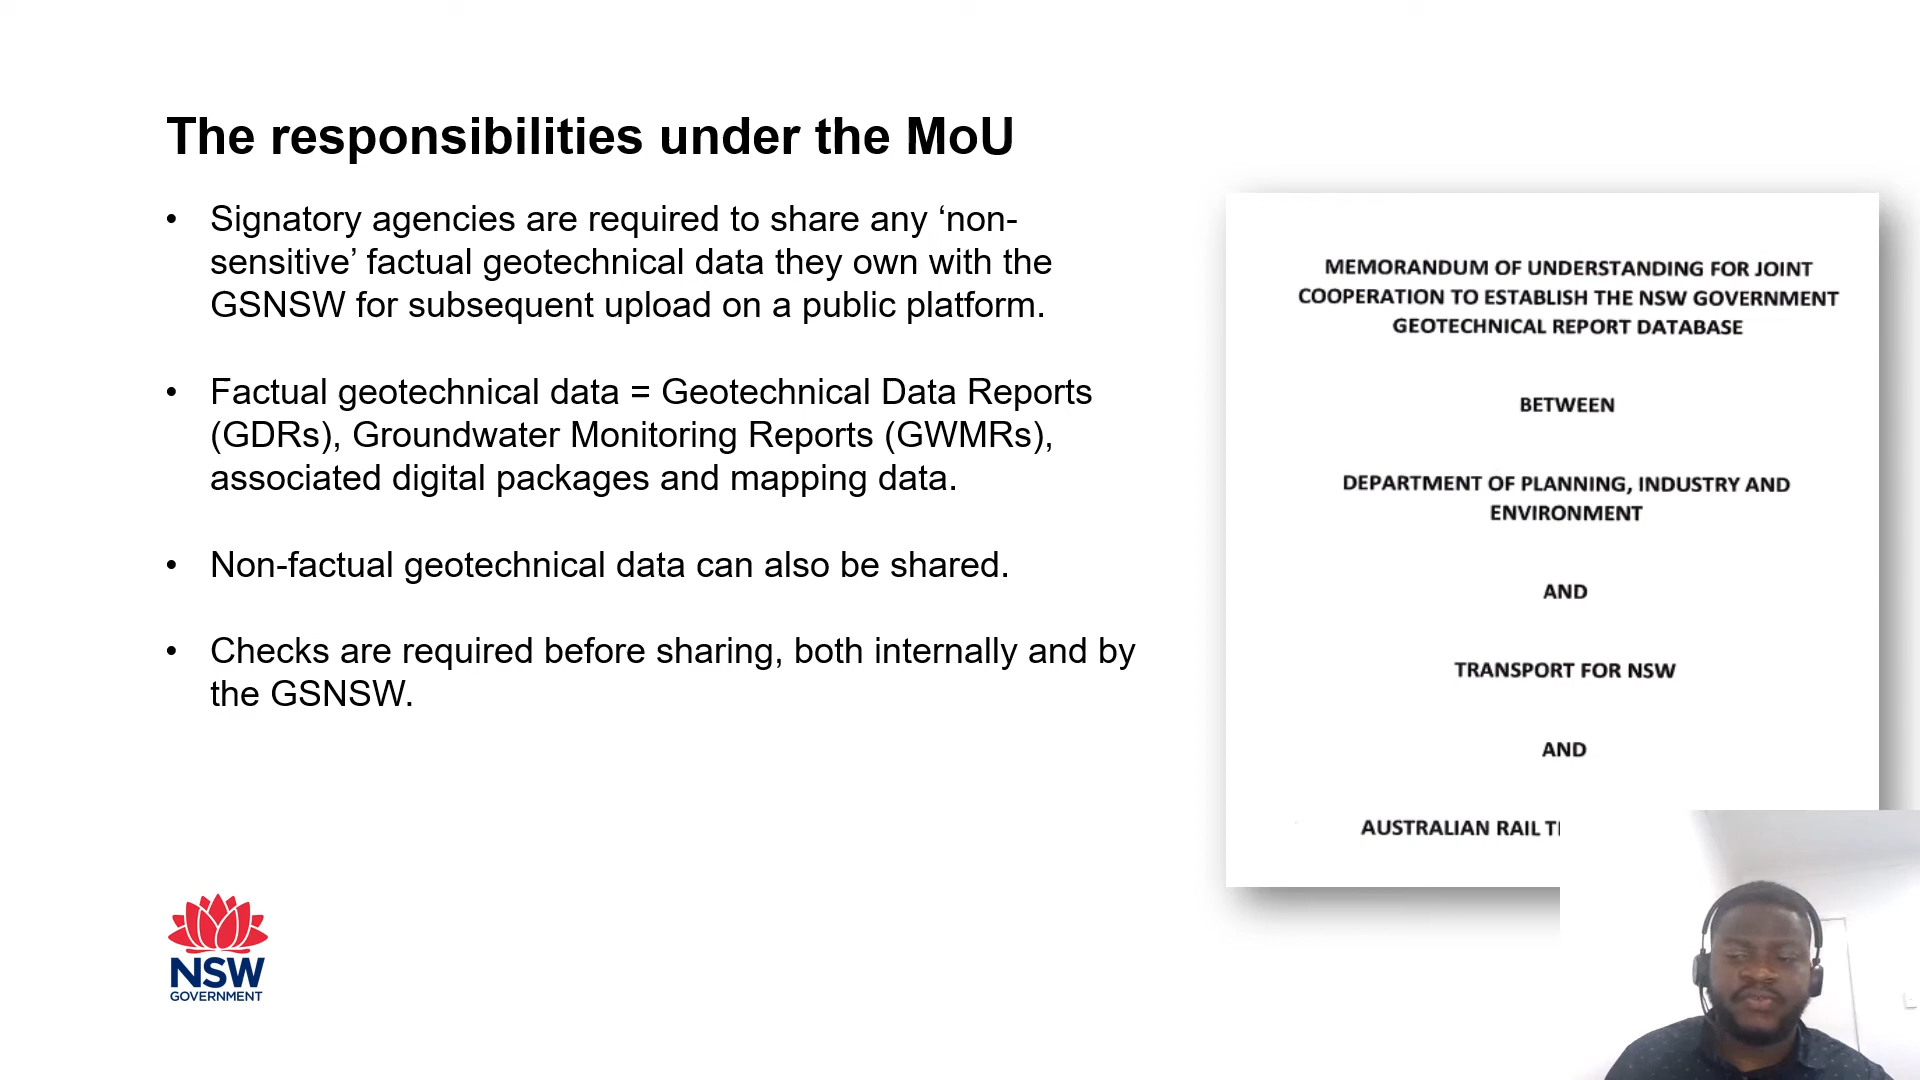 The responsibilities under the MoU
• Signatory agencies are required to share any ‘non-
sensitive’ factual geotechnical data they own with the
GSNSW for subsequent upload on a public platform.
• Factual geotechnical data = Geotechnical Data Reports
(GDRs), Groundwater Monitoring Reports (GWMRs),
associated digital packages and mapping data.
• Non-factual geotechnical data can also be shared.
• Checks are required before sharing, both internally and by
the GSNSW.
MEMORANDUM OF UNDERSTANDING FOR JOINT
COOPERATION TO ESTABLISH THE NSW GOVERNMENT
GEOTECHNICAL REPORT DATABASE
BETWEEN
DEPARTMENT OF PLANNING, INDUSTRY AND
ENVIRONMENT
AND
TRANSPORT FOR NSW
AND
AUSTRALIAN RAIL
NSW
GOVERNMENT